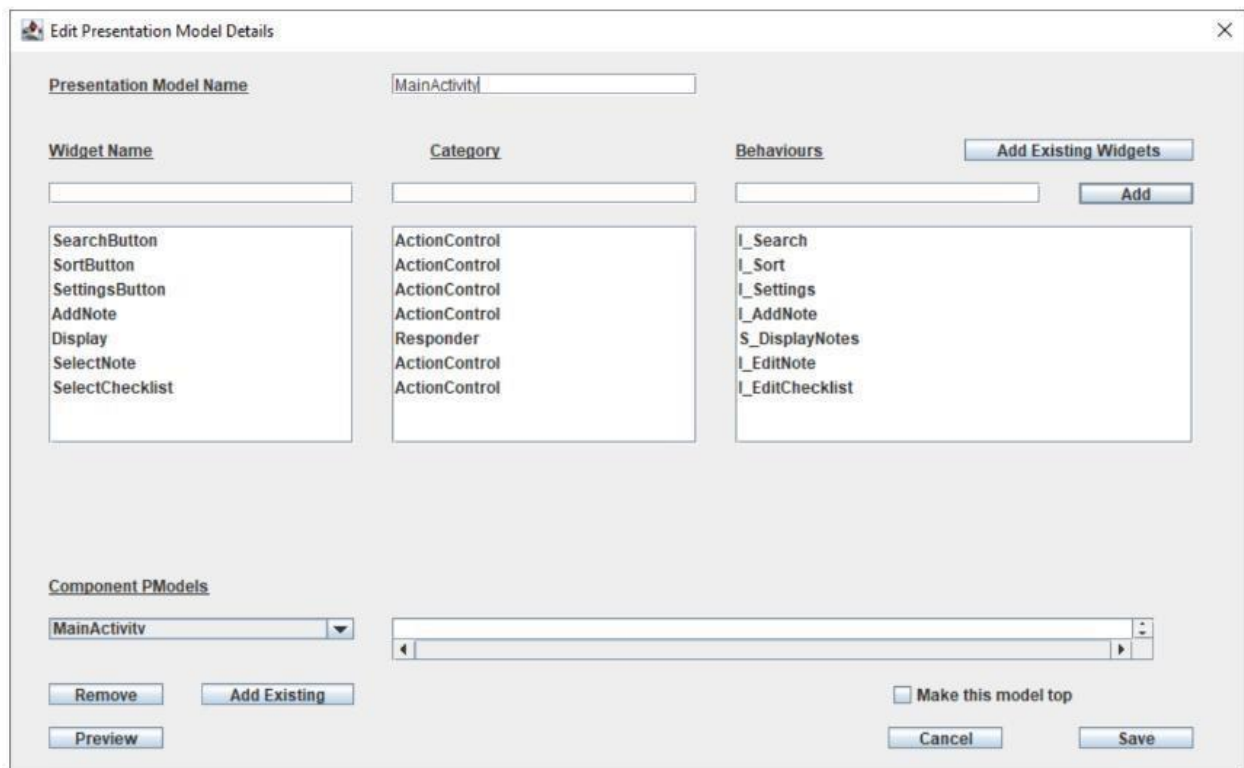 Edit Presentation Model Details
Presentation Model Name MainActivity
Widget Name Category Behaviours Add Existing Widgets
Add
SearchButton ActionControl I_Search
SortButton ActionControl I_Sort
SettingsButton ActionControl I_Settings
AddNote ActionControl I_AddNote
Display Responder S_DisplayNotes
SelectNote ActionControl I_EditNote
SelectChecklist ActionControl I_EditChecklist
Component PModels
MainActivity
Remove Add Existing Make this model top
Preview Cancel Save